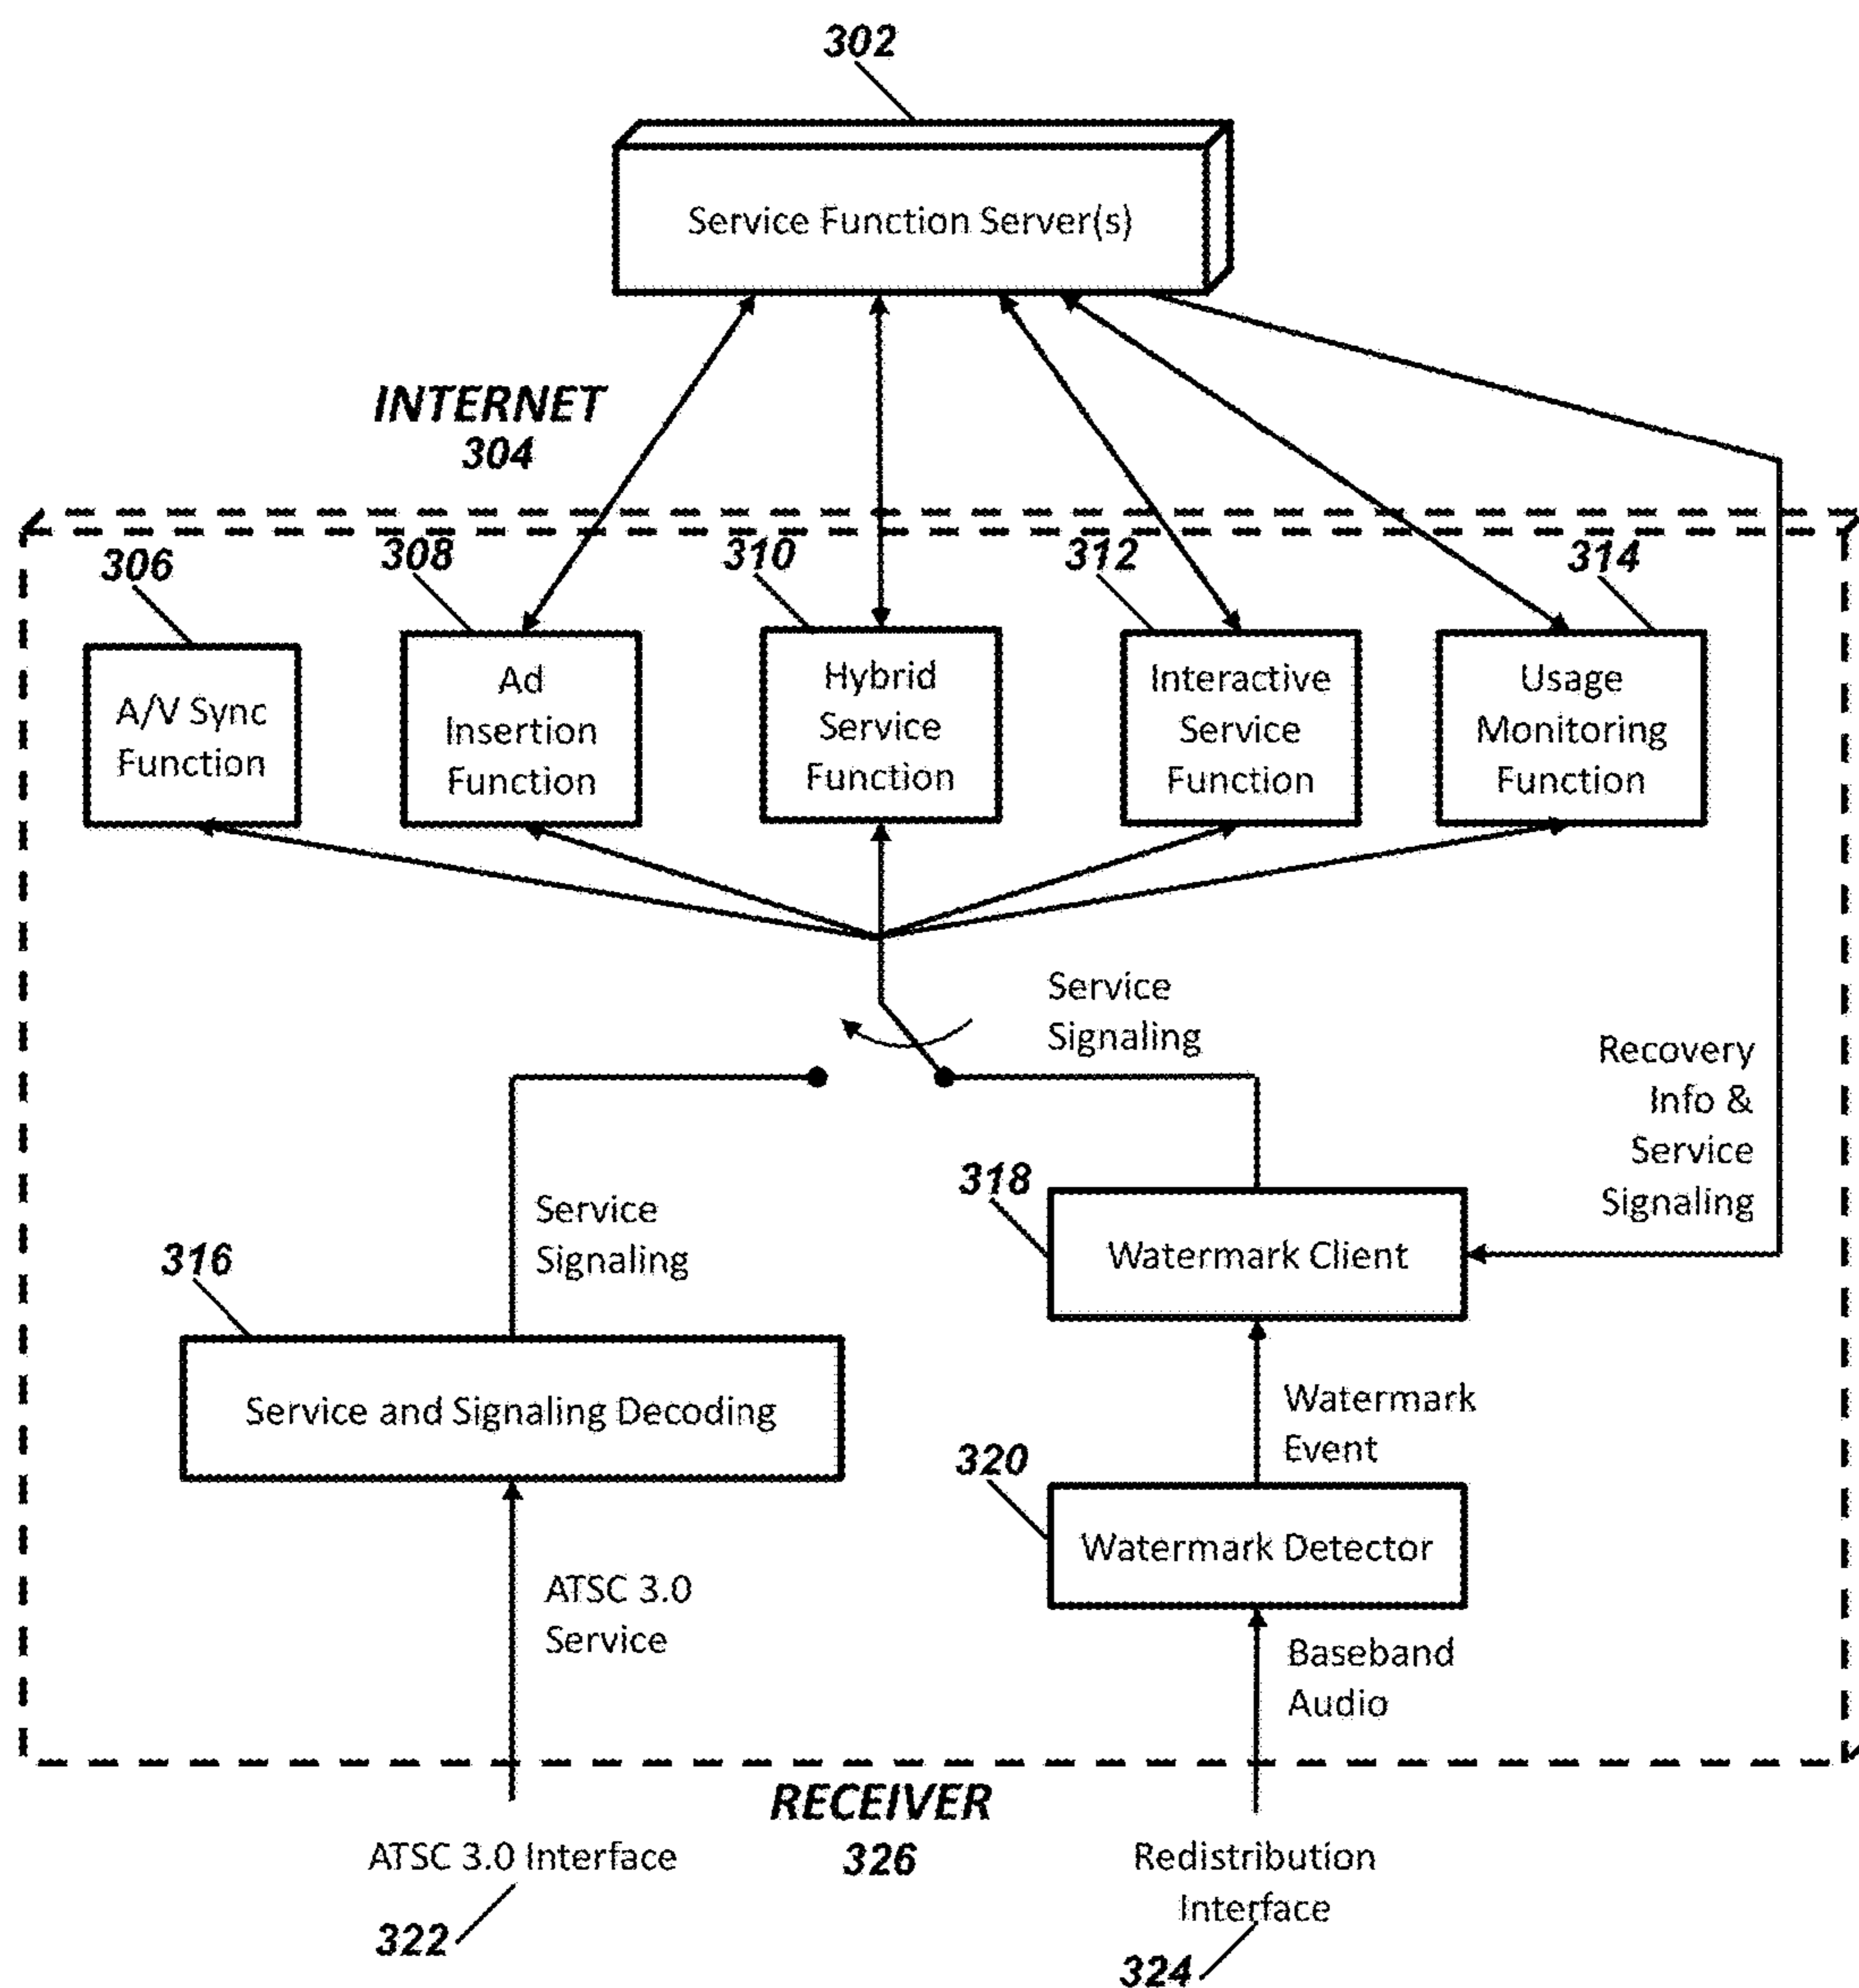 302
Service Function Server(s)
INTERNET
304
306
308
310
312
314
A/V Sync
Function
Ad
Insertion
Function
Hybrid
Service
Function
Interactive
Service
Function
Usage
Monitoring
Function
Service
Signaling
Recovery
Info &
Service
Signaling
Service
Signaling
316
318
Watermark Client
Service and Signaling Decoding
Watermark
Event
320
Watermark Detector
ATSC 3.0
Service
Baseband
Audio
RECEIVER
326
ATSC 3.0 Interface
322
Redistribution
Interface
324